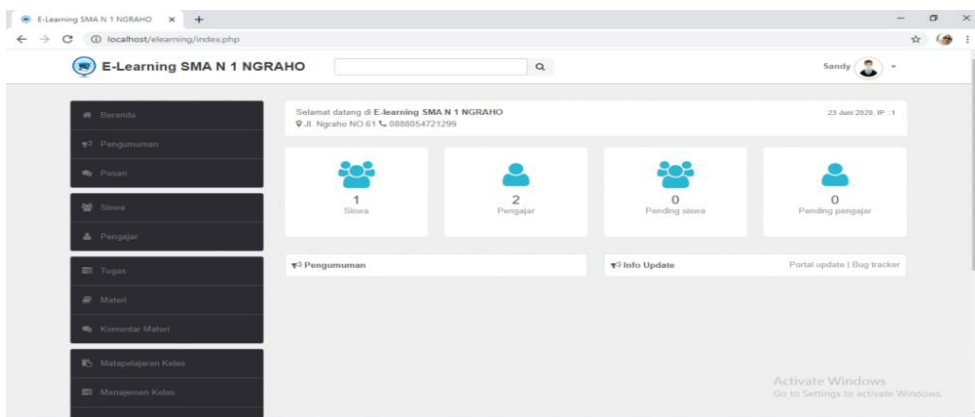 E-Learning SMA N 1 NGRAHO
localhost/elearning/index.php
E-Learning SMA N 1 NGRAHO
Sandy
Beranda
Pengumuman
Pesan
Siswa
Pengajar
Tugas
Materi
Komentar Materi
Matapelajaran Kelas
Manajemen Kelas
Selamat datang di E-learning SMA N 1 NGRAHO
23 Juni 2020, IP ::1
Jl. Ngraho NO.61 0888054721299
1
Siswa
2
Pengajar
0
Pending siswa
0
Pending pengajar
Pengumuman
Info Update
Portal update | Bug tracker
Activate Windows
Go to Settings to activate Windows.